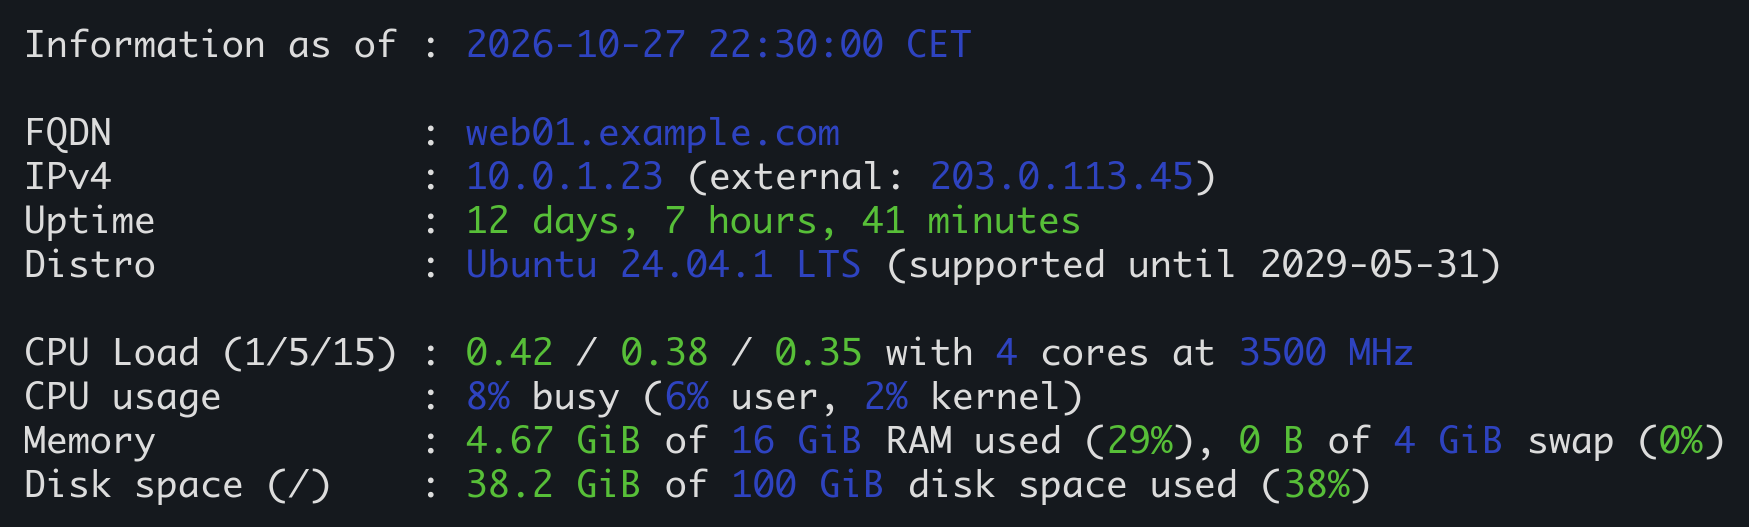 Information as of : 2026-10-27 22:30:00 CET
FQDN : web01.example.com
IPv4 : 10.0.1.23 (external: 203.0.113.45)
Uptime : 12 days, 7 hours, 41 minutes
Distro : Ubuntu 24.04.1 LTS (supported until 2029-05-31)
CPU Load (1/5/15) : 0.42 / 0.38 / 0.35 with 4 cores at 3500 MHz
CPU usage : 8% busy (6% user, 2% kernel)
Memory : 4.67 GiB of 16 GiB RAM used (29%), 0 B of 4 GiB swap (0%)
Disk space (/) : 38.2 GiB of 100 GiB disk space used (38%)